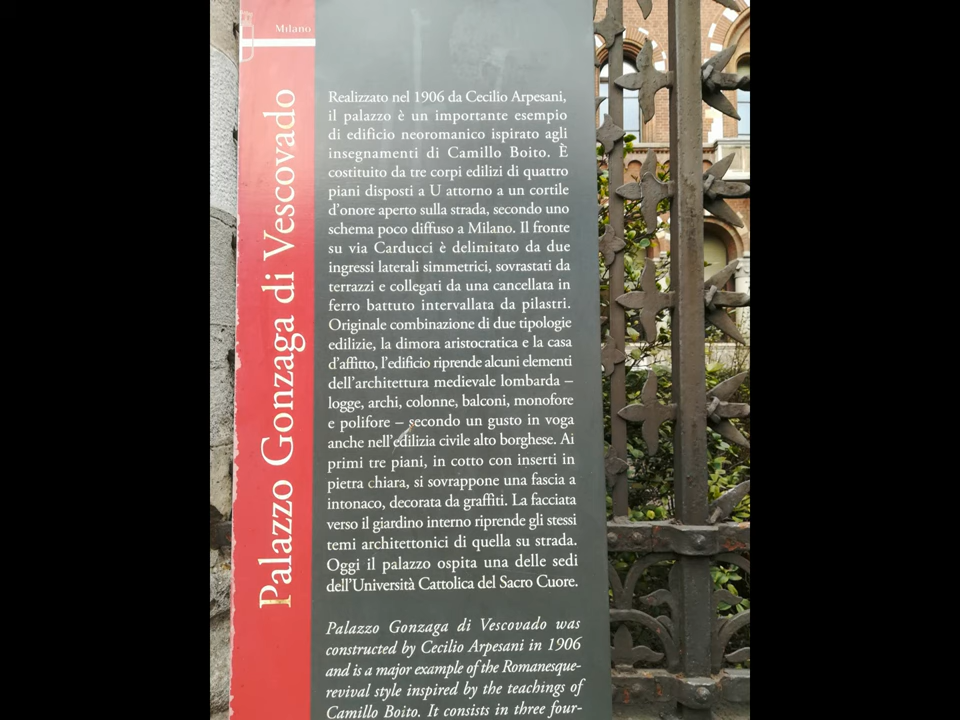 Milano
Palazzo Gonzaga di Vescovado
Realizzato nel 1906 da Cecilio Arpesani,
il palazzo è un importante esempio
di edificio neoromanico ispirato agli
insegnamenti di Camillo Boito. È
costituito da tre corpi edilizi di quattro
piani disposti a U attorno a un cortile
d'onore aperto sulla strada, secondo uno
schema poco diffuso a Milano. Il fronte
su via Carducci è delimitato da due
ingressi laterali simmetrici, sovrastati da
terrazzi e collegati da una cancellata in
ferro battuto intervallata da pilastri.
Originale combinazione di due tipologie
edilizie, la dimora aristocratica e la casa
d'affitto, l'edificio riprende alcuni elementi
dell'architettura medievale lombarda –
logge, archi, colonne, balconi, monofore
e polifore – secondo un gusto in voga
anche nell'edilizia civile alto borghese. Ai
primi tre piani, in cotto con inserti in
pietra chiara, si sovrappone una fascia a
intonaco, decorata da graffiti. La facciata
verso il giardino interno riprende gli stessi
temi architettonici di quella su strada.
Oggi il palazzo ospita una delle sedi
dell'Università Cattolica del Sacro Cuore.
Palazzo Gonzaga di Vescovado was
constructed by Cecilio Arpesani in 1906
and is a major example of the Romanesque-
revival style inspired by the teachings of
Camillo Boito. It consists in three four-